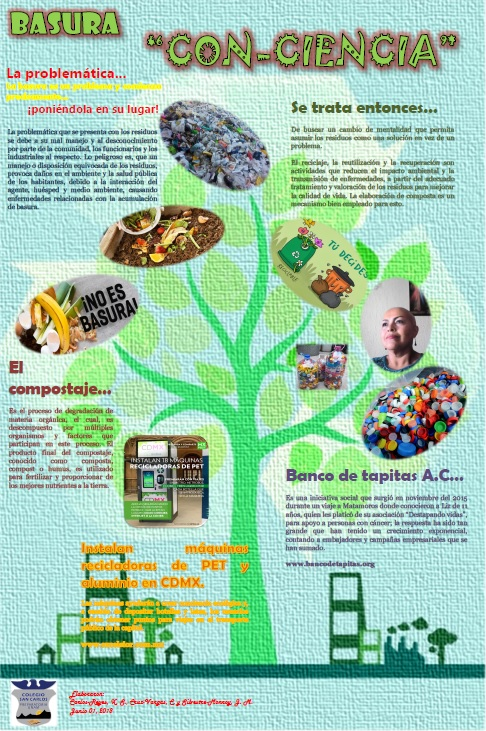 BASURA
"CON-CIENCIA"
La problemática...
¡poniéndola en su lugar!
La problemática que se presenta con los residuos
se debe a su mal manejo y al desconocimiento
por parte de la comunidad, los funcionarios y los
industriales al respecto. Lo peligroso es, que un
manejo o disposición equivocada de los residuos,
provoca daños en el ambiente y la salud pública
de los habitantes, debido a la interacción del
agente, huésped y medio ambiente, causando
enfermedades relacionadas con la acumulación
de basura.
Se trata entonces...
De buscar un cambio de mentalidad que permita
asumir los residuos como una solución en vez de un
problema.
El reciclaje, la reutilización y la recuperación son
actividades que reducen el impacto ambiental y la
transmisión de enfermedades, a partir del adecuado
tratamiento y valoración de los residuos para mejorar
la calidad de vida. La elaboración de composta es un
mecanismo bien empleado para esto.
TU DECIDES
¡NO ES
BASURA!
El
compostaje...
Es el proceso de degradación de
materia orgánica, el cual, es
descompuesto por múltiples
organismos y factores que
participan en este proceso. El
producto final del compostaje,
conocido como composta,
compost o humus, es utilizado
para fertilizar y proporcionar de
los mejores nutrientes a la tierra.
INSTALAN 18 MÁQUINAS
RECICLADORAS DE PET
Banco de tapitas A.C...
Es una iniciativa social que surgió en noviembre del 2015
durante un viaje a Matamoros donde conocieron a Liz de 11
años, quien les platicó de su asociación "Destapando vidas",
para apoyo a personas con cáncer; la respuesta ha sido tan
grande que han tenido un crecimiento exponencial,
contando a embajadores y campañas empresariales que se
han sumado.
www.bancodetapitas.org
Instalan máquinas
recicladoras de PET y
aluminio en CDMX.
COLEGIO
SAN CARLOS
Elaboraron:
Junio 01, 2018